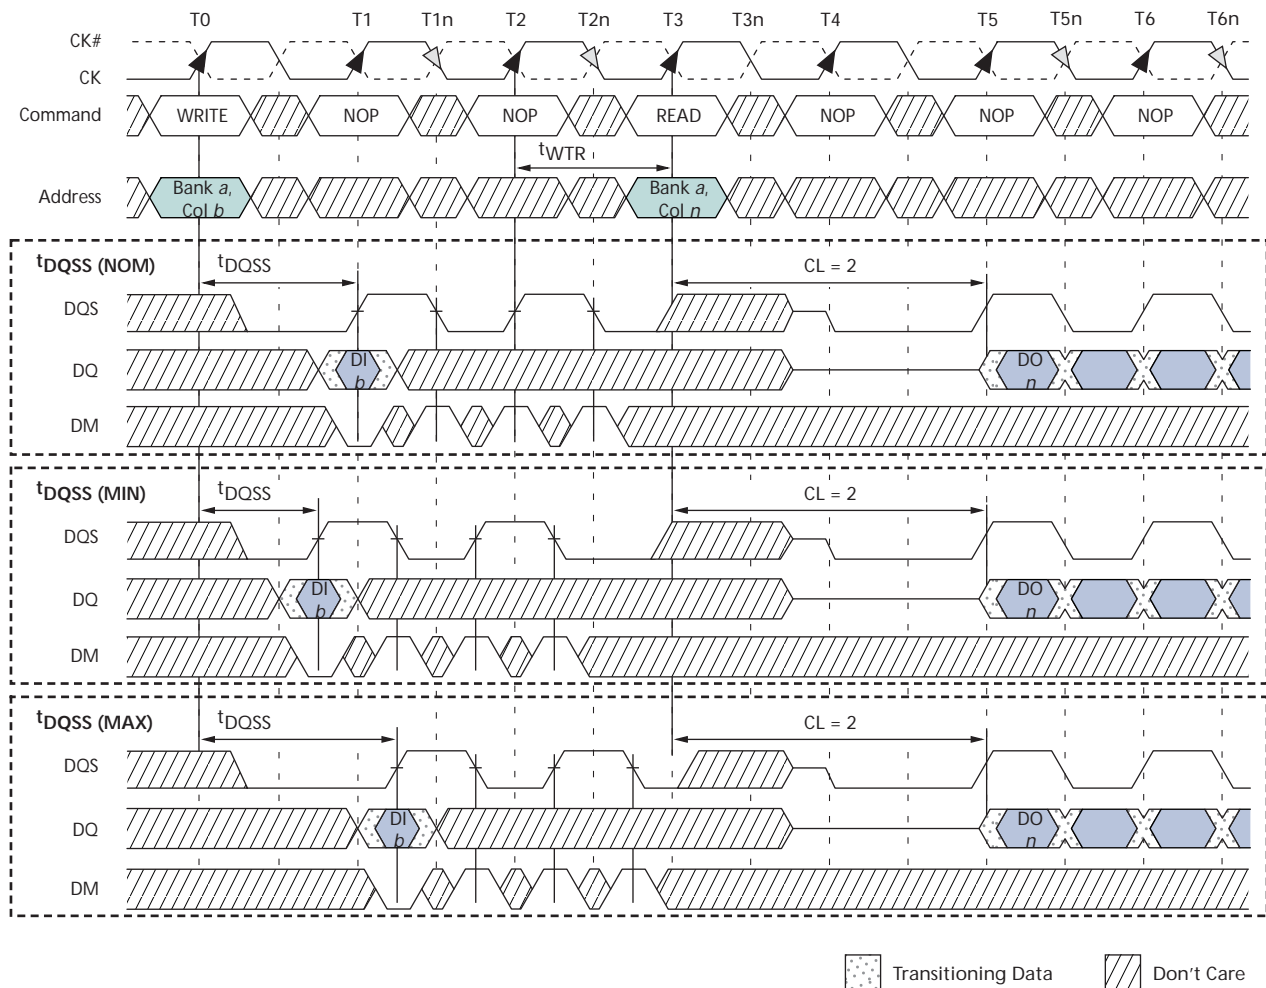 T0 T1 T1n T2 T2n T3 T3n T4 T5 T5n T6 T6n
CK#
CK
Command WRITE NOP NOP READ NOP NOP NOP
tWTR
Address Bank a, Col b Bank a, Col n
tDQSS (NOM) tDQSS CL = 2
DQS
DQ DI b DO n
DM
tDQSS (MIN) tDQSS CL = 2
DQS
DQ DI b DO n
DM
tDQSS (MAX) tDQSS CL = 2
DQS
DQ DI b DO n
DM
Transitioning Data Don't Care